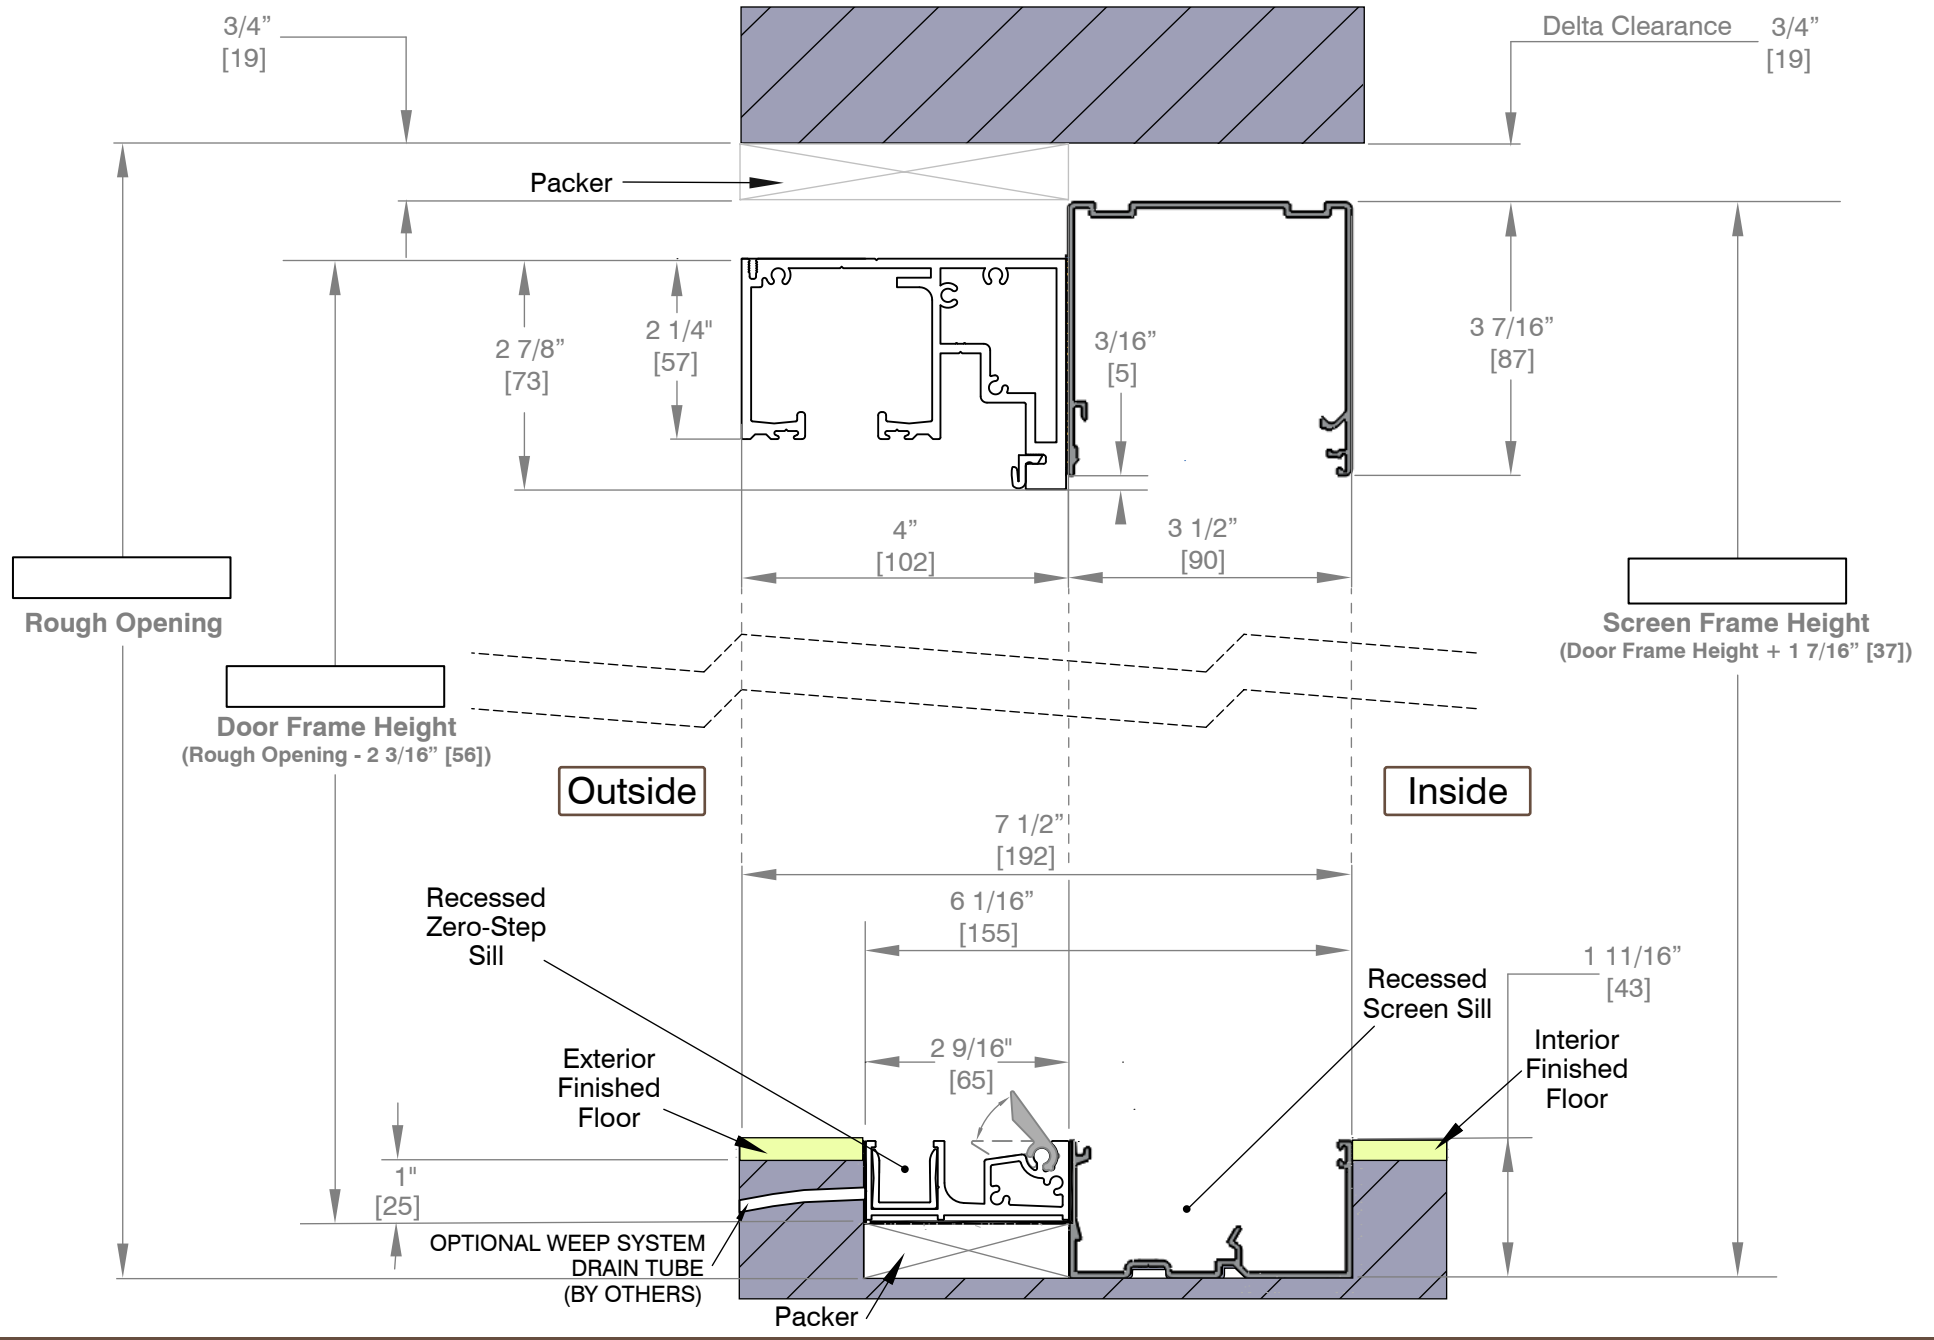 3/4”
[19]
Delta Clearance 3/4”
[19]
Packer
2 7/8”
[73]
2 1/4"
[57]
3/16”
[5]
3 7/16”
[87]
4”
[102]
3 1/2”
[90]
Rough Opening
Screen Frame Height
(Door Frame Height + 1 7/16” [37])
Door Frame Height
(Rough Opening - 2 3/16” [56])
Outside
Inside
7 1/2”
[192]
6 1/16”
[155]
Recessed
Zero-Step
Sill
Recessed
Screen Sill
1 11/16”
[43]
Exterior
Finished
Floor
2 9/16"
[65]
Interior
Finished
Floor
1"
[25]
OPTIONAL WEEP SYSTEM
DRAIN TUBE
(BY OTHERS)
Packer